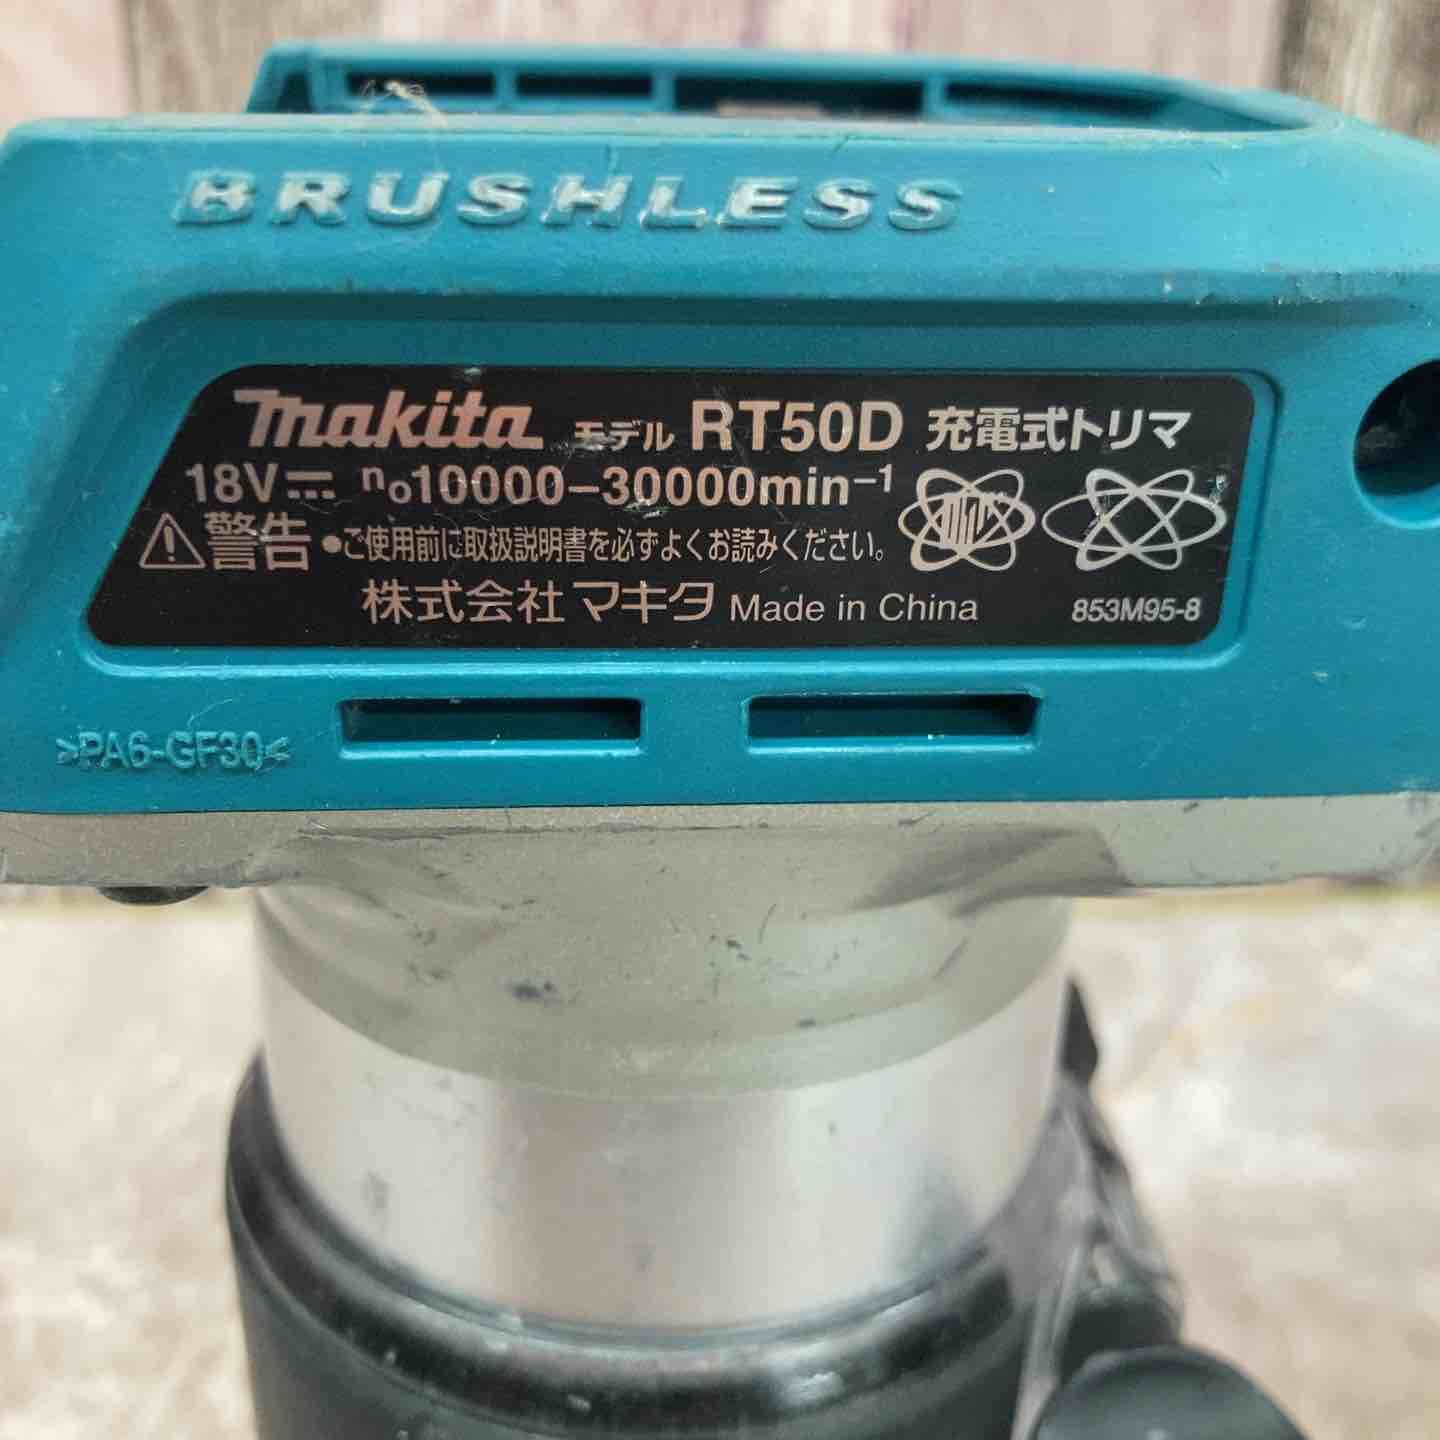 BRUSHLESS
makita モデル RT50D 充電式トリマ
18V⎓ n₀10000−30000min⁻¹
⚠警告 ●ご使用前に取扱説明書を必ずよくお読みください。
株式会社マキタ Made in China 853M95-8
>PA6-GF30<